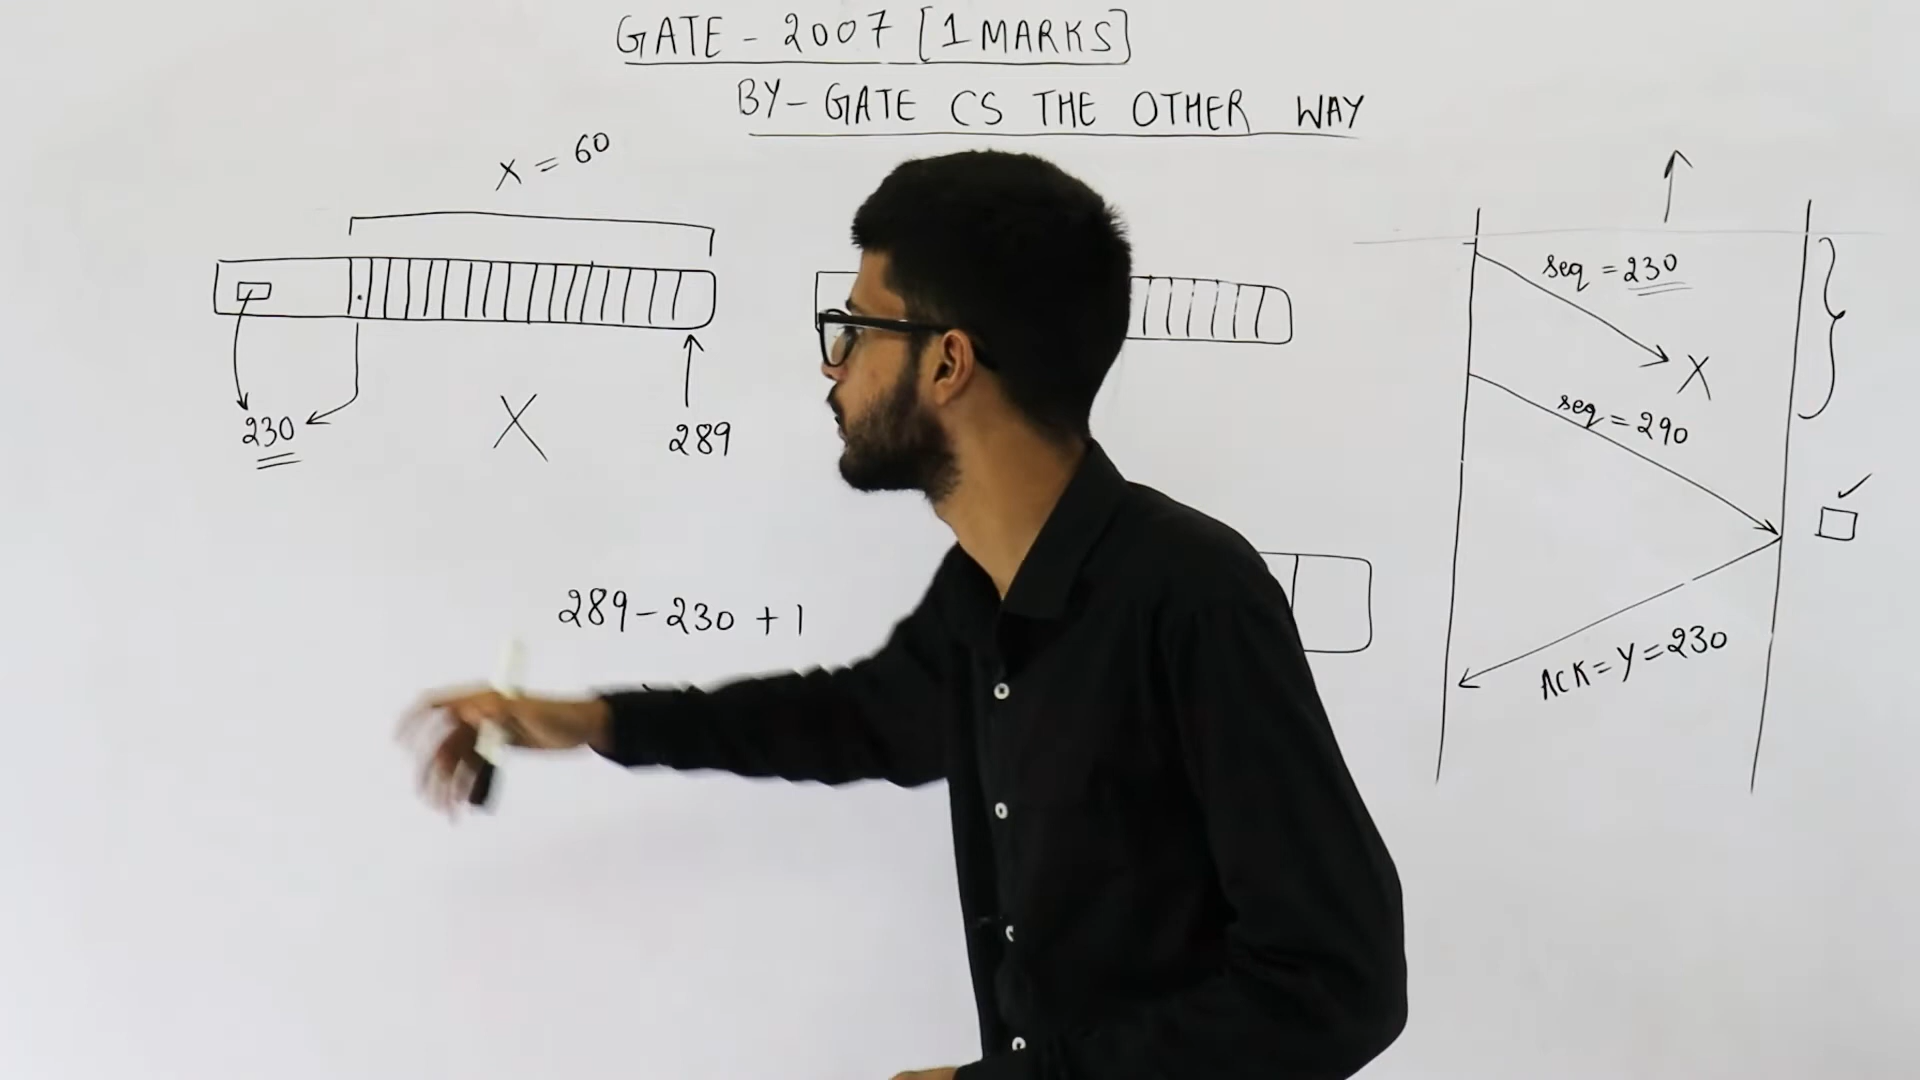 GATE - 2007 [1 MARKS]
BY - GATE CS THE OTHER WAY
X = 60
230
X
289
289 - 230 + 1
seq = 230
X
seq = 290
ACK = Y = 230